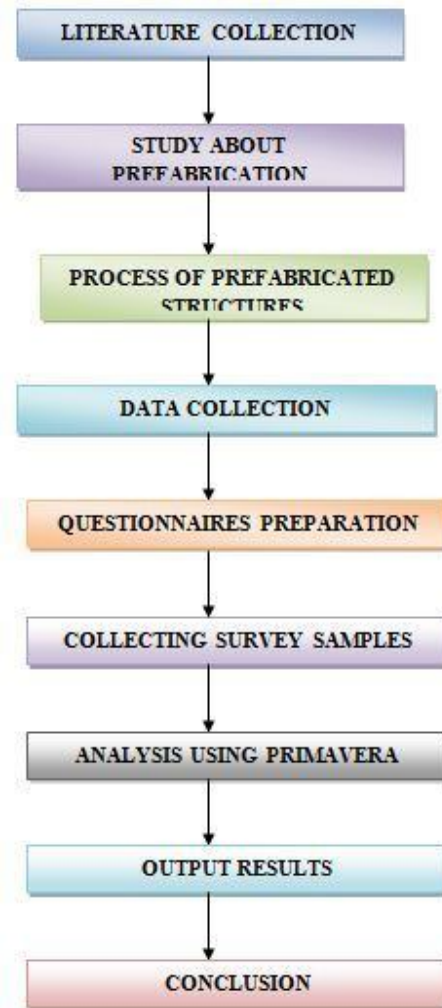 LITERATURE COLLECTION
STUDY ABOUT
PREFABRICATION
PROCESS OF PREFABRICATED
STRUCTURES
DATA COLLECTION
QUESTIONNAIRES PREPARATION
COLLECTING SURVEY SAMPLES
ANALYSIS USING PRIMAVERA
OUTPUT RESULTS
CONCLUSION